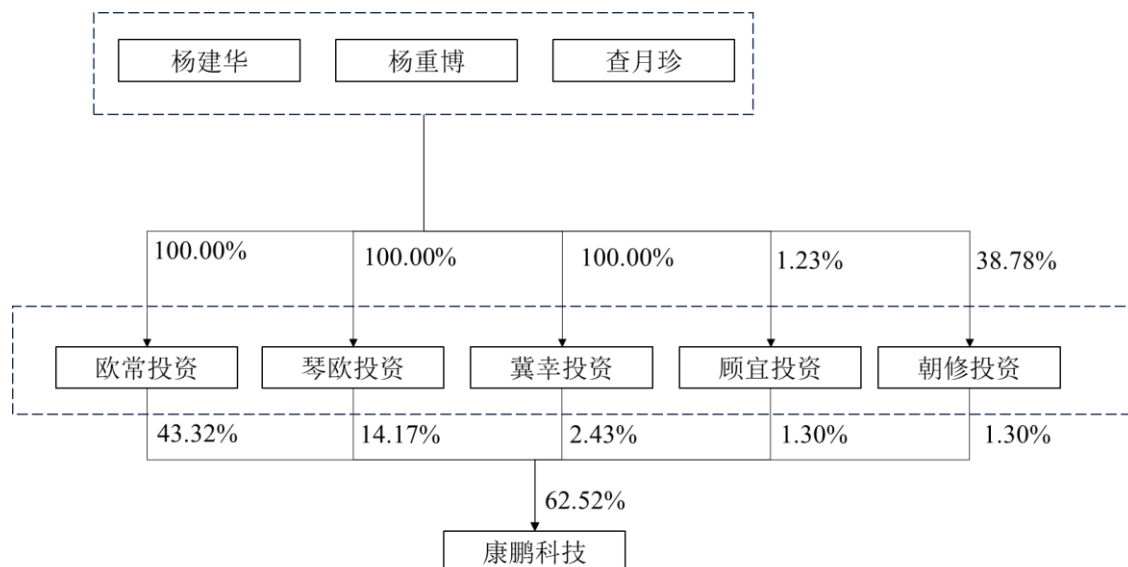 杨建华
杨重博
查月珍
100.00%
100.00%
100.00%
1.23%
38.78%
欧常投资
琴欧投资
冀幸投资
顾宜投资
朝修投资
43.32%
14.17%
2.43%
1.30%
1.30%
62.52%
康鹏科技